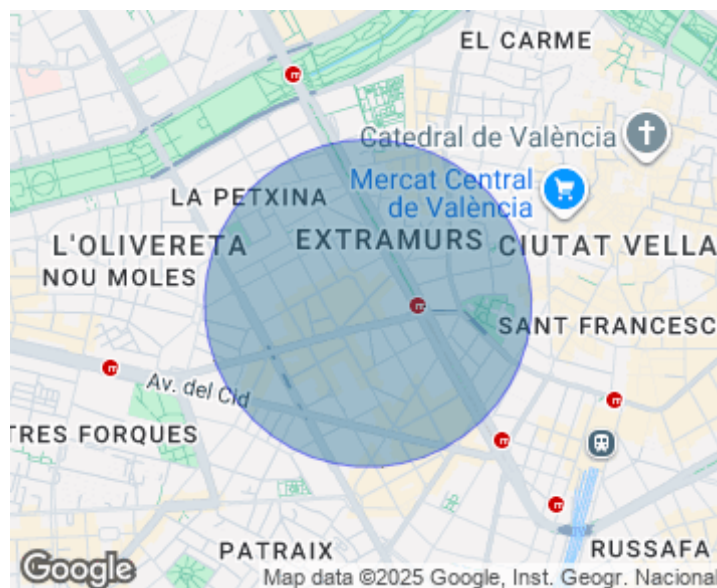 EL CARME
Catedral de València
Mercat Central
de València
LA PETXINA
L'OLIVERETA
EXTRAMURS
CIUTAT VELLA
NOU MOLES
SANT FRANCESC
Av. del Cid
TRES FORQUES
PATRAIX
RUSSAFA
Google
Map data ©2025 Google, Inst. Geogr. Nacional